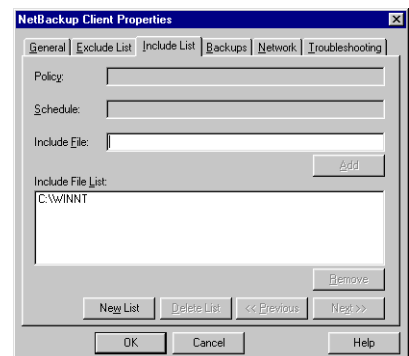 NetBackup Client Properties
General Exclude List Include List Backups Network Troubleshooting
Policy:
Schedule:
Include File:
Add
Include File List:
C:\WINNT
Remove
New List Delete List << Previous Next >>
OK Cancel Help